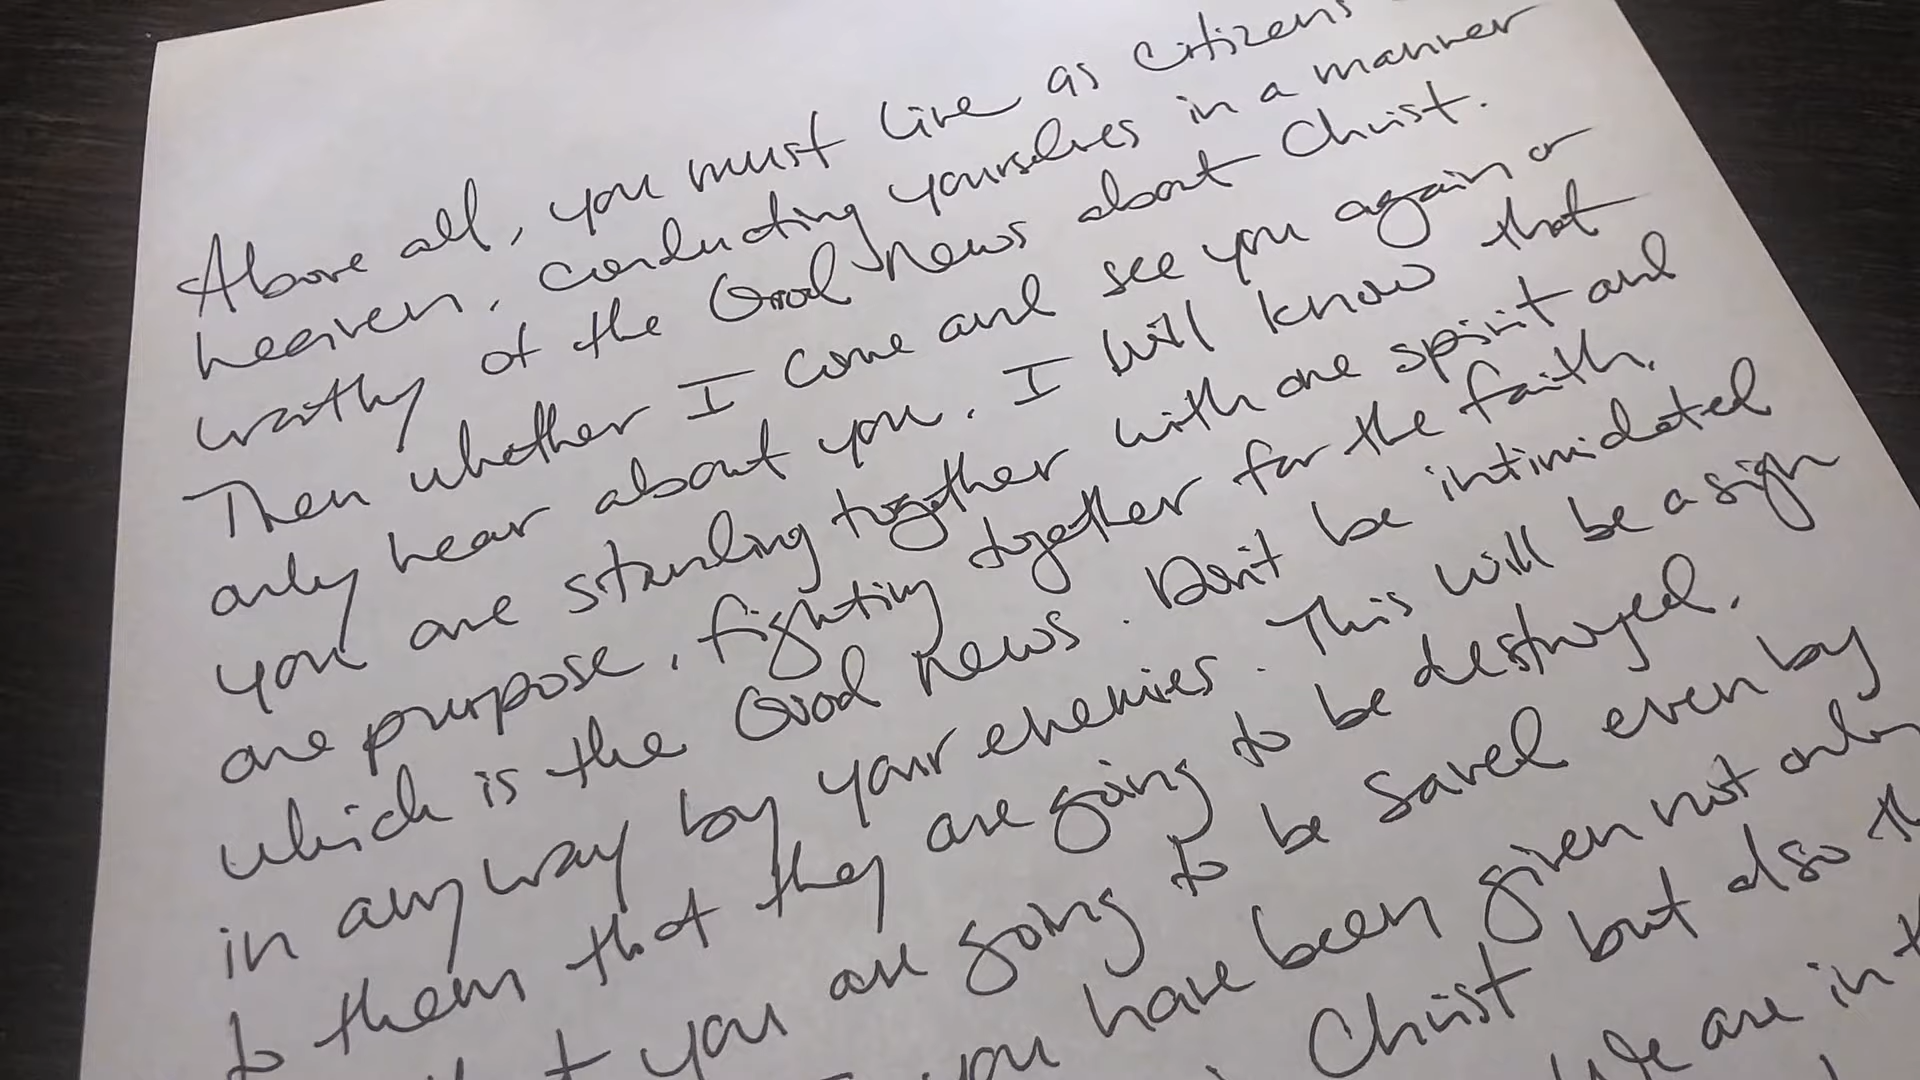 Above all, you must live as citizens
heaven, conducting yourselves in a manner
worthy of the Good News about Christ.
Then whether I come and see you again or
only hear about you, I will know that
you are standing together with one spirit and
one purpose, fighting together for the faith,
which is the Good News. Don't be intimidated
in any way by your enemies. This will be a sign
to them that they are going to be destroyed,
you are going to be saved even by
you have been given not only
Christ but also th
We are in t